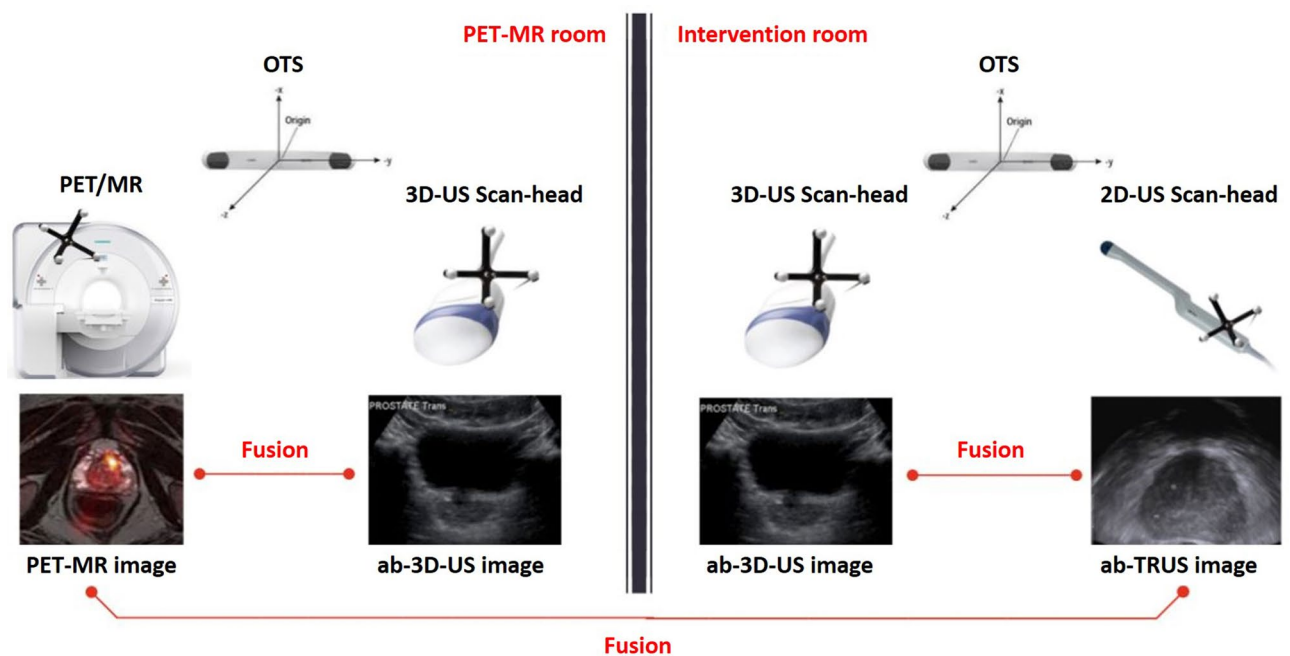 PET-MR room
Intervention room
OTS
OTS
-x
Origin
-y
-z
-x
Origin
-y
-z
PET/MR
3D-US Scan-head
3D-US Scan-head
2D-US Scan-head
PROSTATE Trans
PROSTATE Trans
Fusion
Fusion
PET-MR image
ab-3D-US image
ab-3D-US image
ab-TRUS image
Fusion